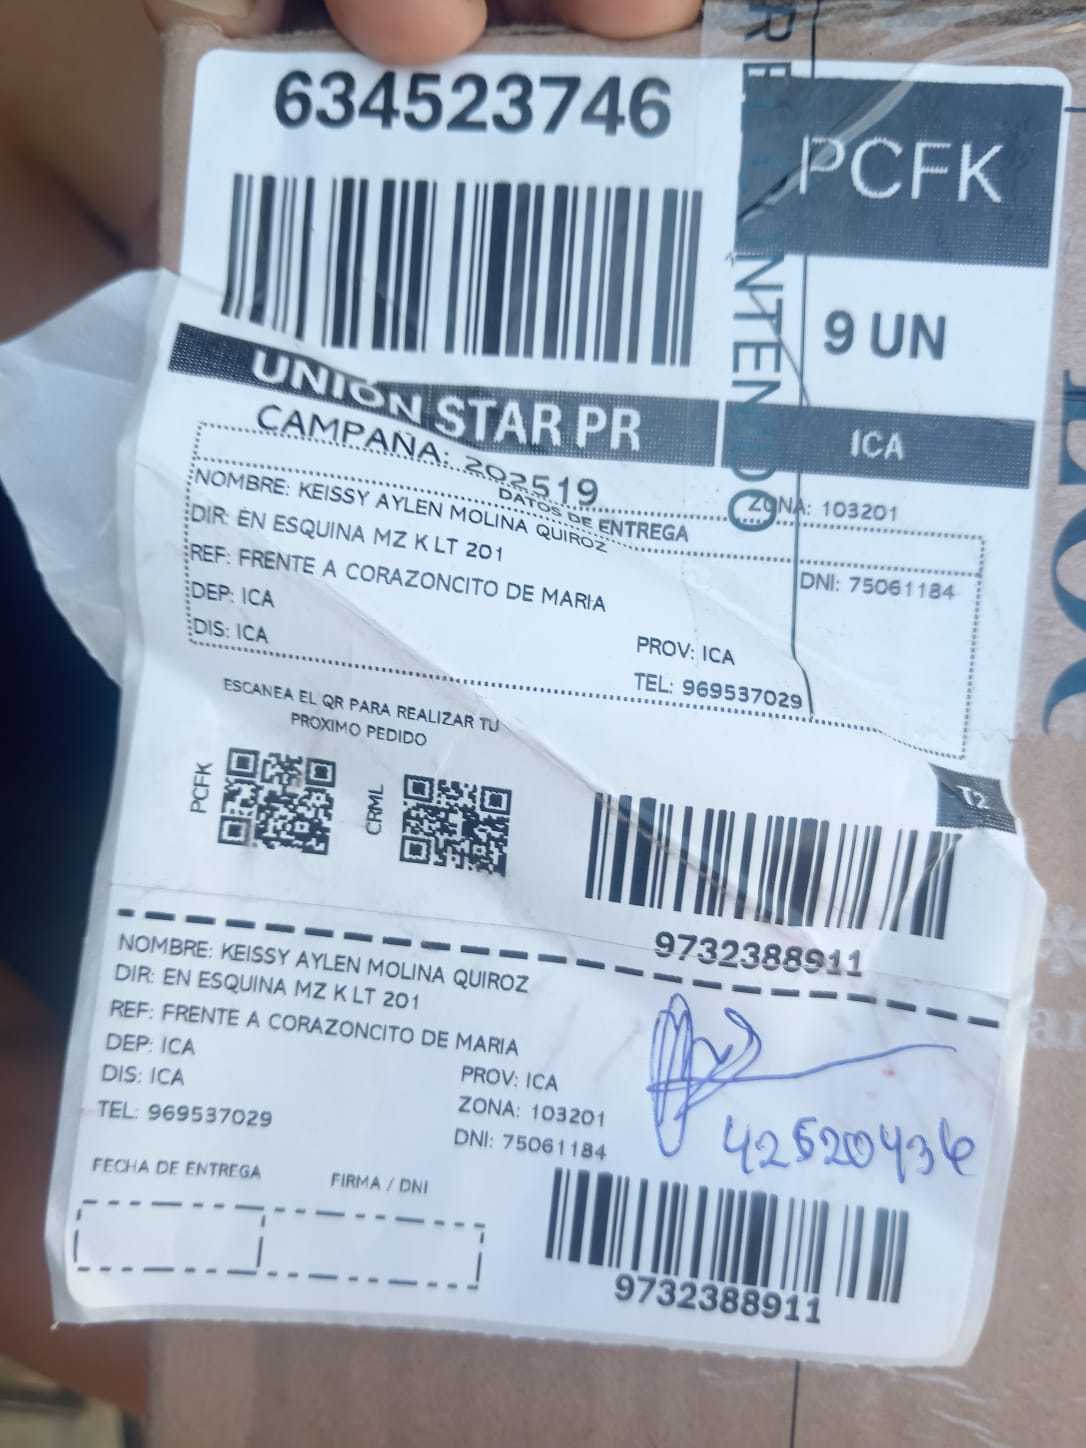 634523746
PCFK
9 UN
UNIÓN STAR PR
ICA
CAMPAÑA: 202519
ZONA: 103201
DATOS DE ENTREGA
NOMBRE: KEISSY AYLEN MOLINA QUIROZ
DNI: 75061184
DIR: EN ESQUINA MZ K LT 201
REF: FRENTE A CORAZONCITO DE MARIA
DEP: ICA
PROV: ICA
DIS: ICA
TEL: 969537029
ESCANEA EL QR PARA REALIZAR TU
PROXIMO PEDIDO
PCFK
CRML
T2
9732388911
NOMBRE: KEISSY AYLEN MOLINA QUIROZ
DIR: EN ESQUINA MZ K LT 201
REF: FRENTE A CORAZONCITO DE MARIA
DEP: ICA
DIS: ICA
PROV: ICA
TEL: 969537029
ZONA: 103201
DNI: 75061184
42520436
FECHA DE ENTREGA
FIRMA / DNI
9732388911